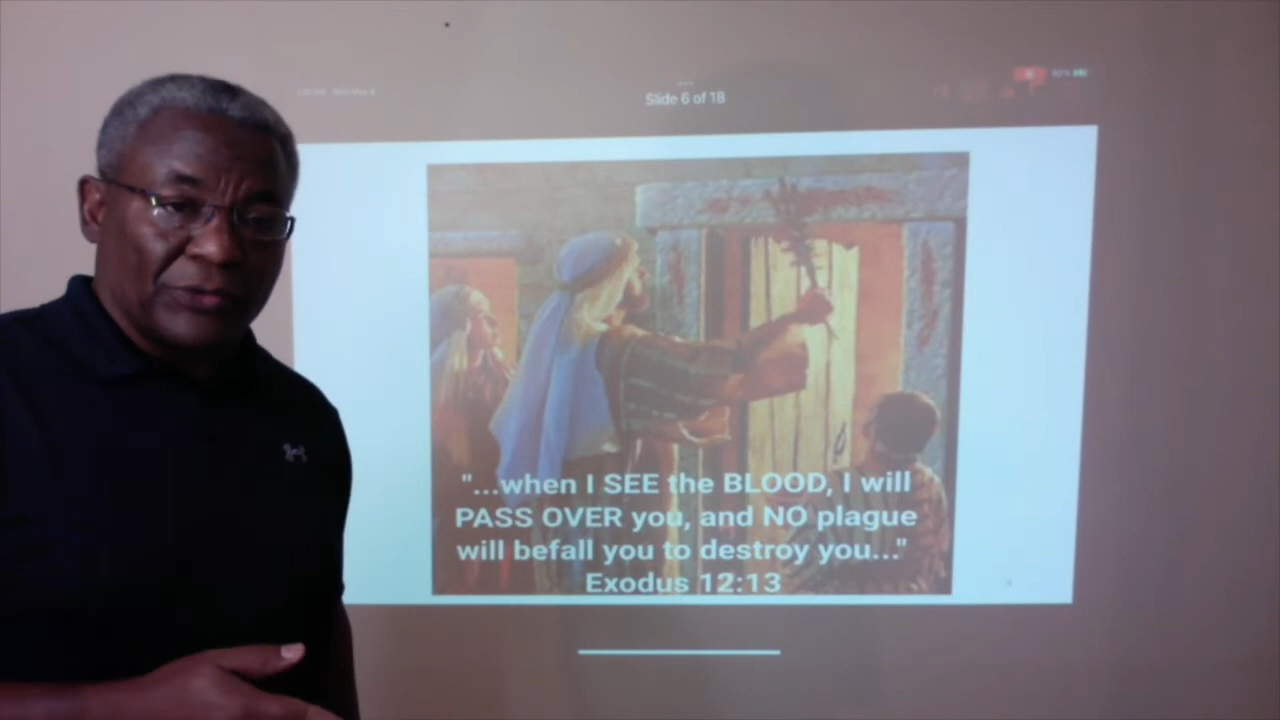 Slide 6 of 18
82%
"...when I SEE the BLOOD, I will
PASS OVER you, and NO plague
will befall you to destroy you..."
Exodus 12:13